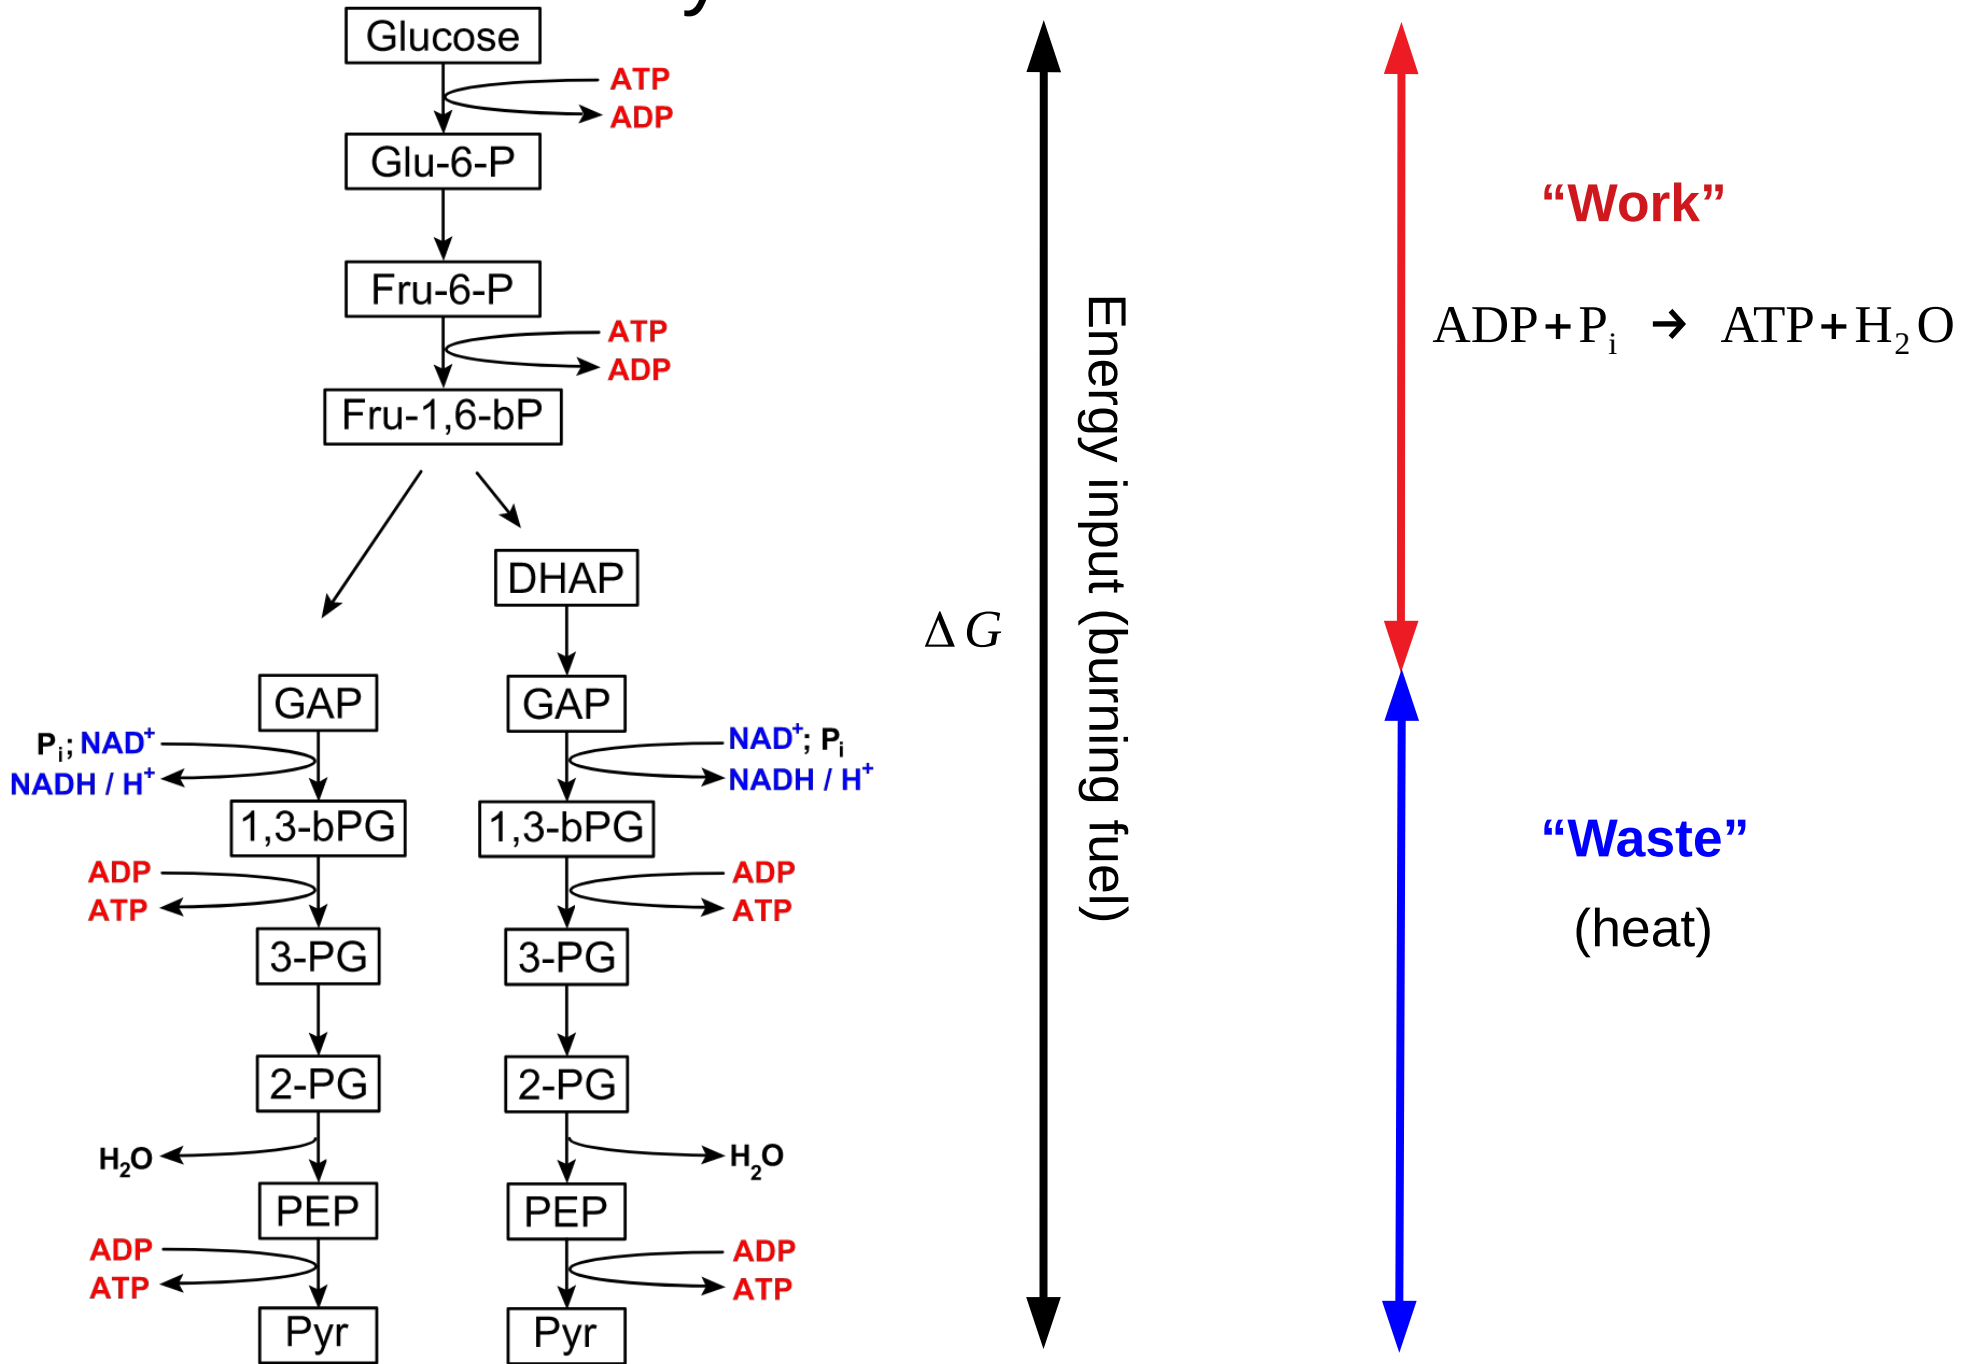 y
Glucose
ATP
ADP
Glu-6-P
Fru-6-P
ATP
ADP
Fru-1,6-bP
DHAP
GAP
GAP
Pi; NAD+
NADH / H+
NAD+; Pi
NADH / H+
1,3-bPG
1,3-bPG
ADP
ATP
ADP
ATP
3-PG
3-PG
2-PG
2-PG
H2O
H2O
PEP
PEP
ADP
ATP
ADP
ATP
Pyr
Pyr
Δ G
Energy input (burning fuel)
“Work”
ADP+Pi → ATP+H2O
“Waste”
(heat)